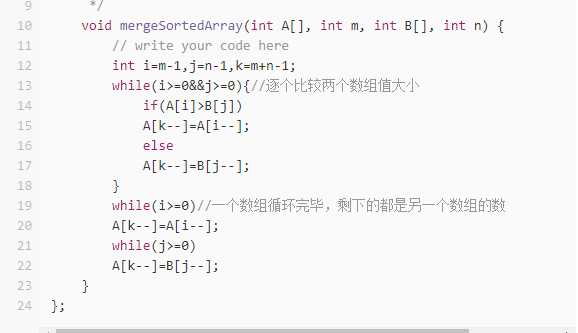 9         */
10     void mergeSortedArray(int A[], int m, int B[], int n) {
11         // write your code here
12         int i=m-1,j=n-1,k=m+n-1;
13         while(i>=0&&j>=0){//逐个比较两个数组值大小
14             if(A[i]>B[j])
15             A[k--]=A[i--];
16             else
17             A[k--]=B[j--];
18         }
19         while(i>=0)//一个数组循环完毕，剩下的都是另一个数组的数
20         A[k--]=A[i--];
21         while(j>=0)
22         A[k--]=B[j--];
23     }
24 };